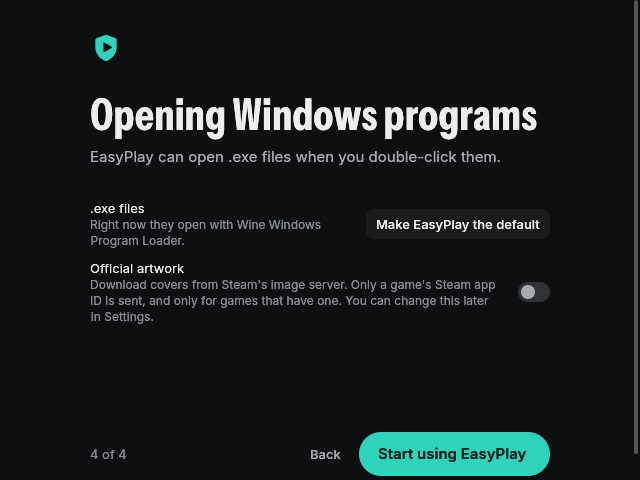 Opening Windows programs
EasyPlay can open .exe files when you double-click them.
.exe files
Right now they open with Wine Windows
Program Loader.
Make EasyPlay the default
Official artwork
Download covers from Steam's image server. Only a game's Steam app
ID is sent, and only for games that have one. You can change this later
in Settings.
4 of 4
Back
Start using EasyPlay